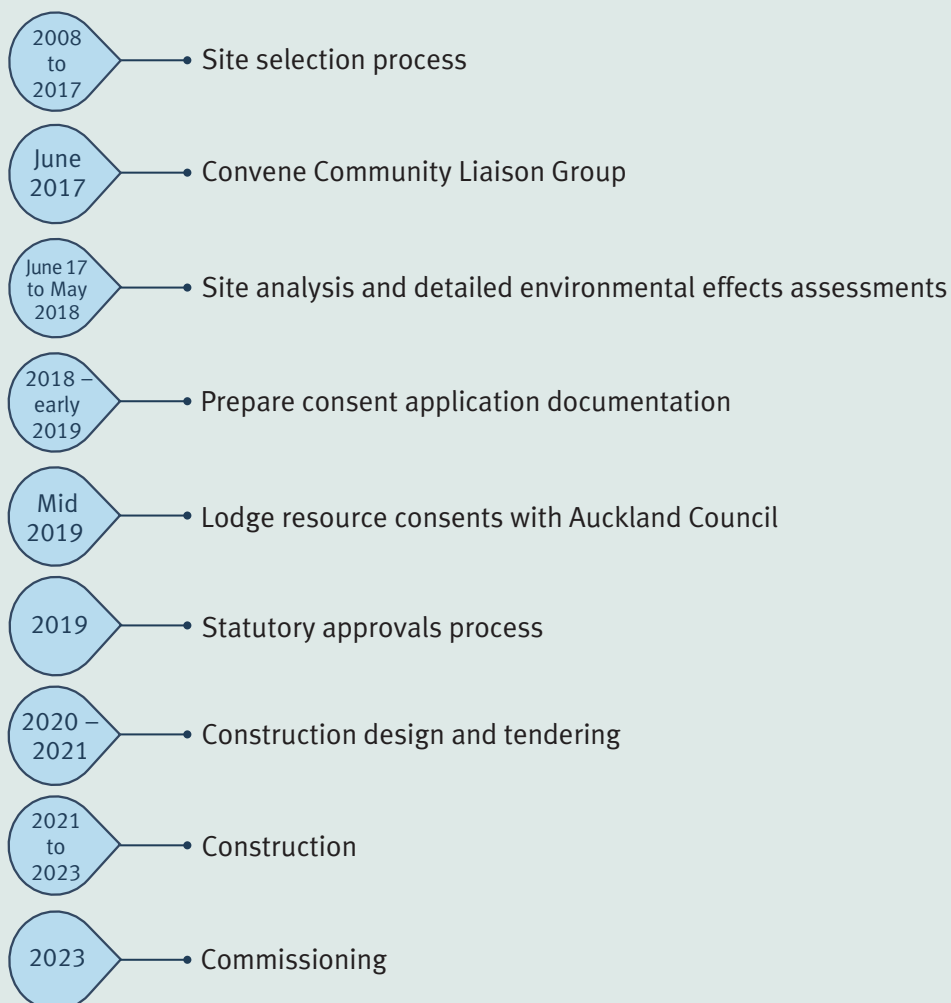 2008
to
2017
Site selection process
June
2017
Convene Community Liaison Group
June 17
to May
2018
Site analysis and detailed environmental effects assessments
2018 –
early
2019
Prepare consent application documentation
Mid
2019
Lodge resource consents with Auckland Council
2019
Statutory approvals process
2020 –
2021
Construction design and tendering
2021
to
2023
Construction
2023
Commissioning